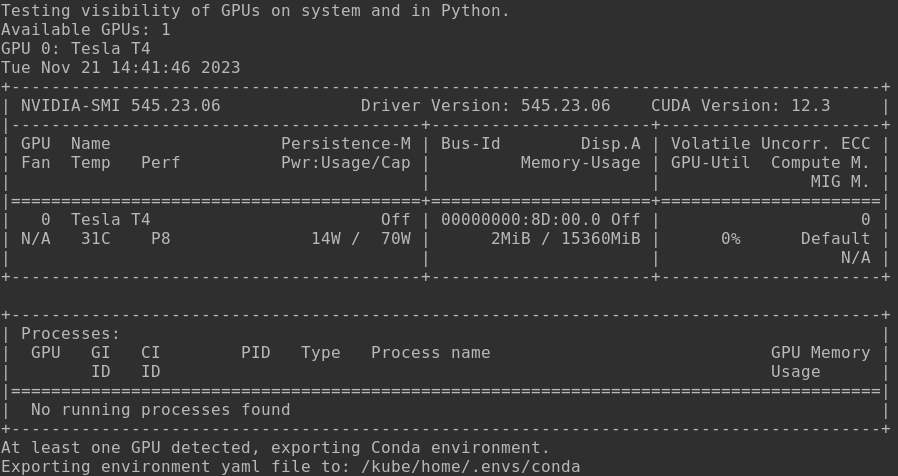 Testing visibility of GPUs on system and in Python.
Available GPUs: 1
GPU 0: Tesla T4
Tue Nov 21 14:41:46 2023
+---------------------------------------------------------------------------------------+
| NVIDIA-SMI 545.23.06              Driver Version: 545.23.06    CUDA Version: 12.3     |
|-----------------------------------------+----------------------+----------------------+
| GPU  Name                 Persistence-M | Bus-Id        Disp.A | Volatile Uncorr. ECC |
| Fan  Temp   Perf          Pwr:Usage/Cap |         Memory-Usage | GPU-Util  Compute M. |
|                                         |                      |               MIG M. |
|=========================================+======================+======================|
|   0  Tesla T4                       Off | 00000000:8D:00.0 Off |                    0 |
| N/A   31C    P8              14W /  70W |      2MiB / 15360MiB |      0%      Default |
|                                         |                      |                  N/A |
+-----------------------------------------+----------------------+----------------------+

+---------------------------------------------------------------------------------------+
| Processes:                                                                            |
|  GPU   GI   CI        PID   Type   Process name                            GPU Memory |
|        ID   ID                                                             Usage      |
|=======================================================================================|
|  No running processes found                                                           |
+---------------------------------------------------------------------------------------+
At least one GPU detected, exporting Conda environment.
Exporting environment yaml file to: /kube/home/.envs/conda